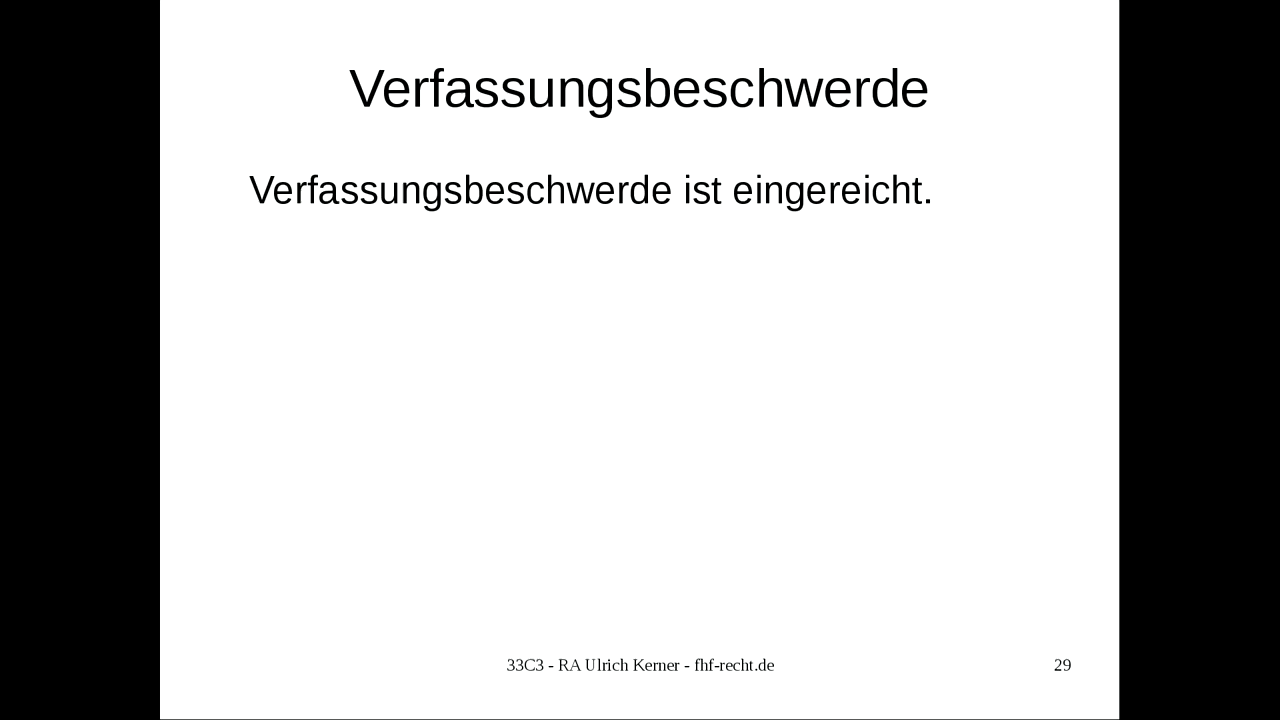 Verfassungsbeschwerde
Verfassungsbeschwerde ist eingereicht.
33C3 - RA Ulrich Kerner - fhf-recht.de
29